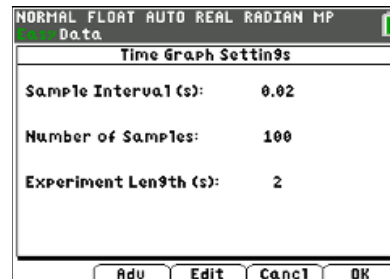 NORMAL FLOAT AUTO REAL RADIAN MP
EasyData
Time Graph Settings
Sample Interval (s): 0.02
Number of Samples: 100
Experiment Length (s): 2
Adv Edit Cancl OK